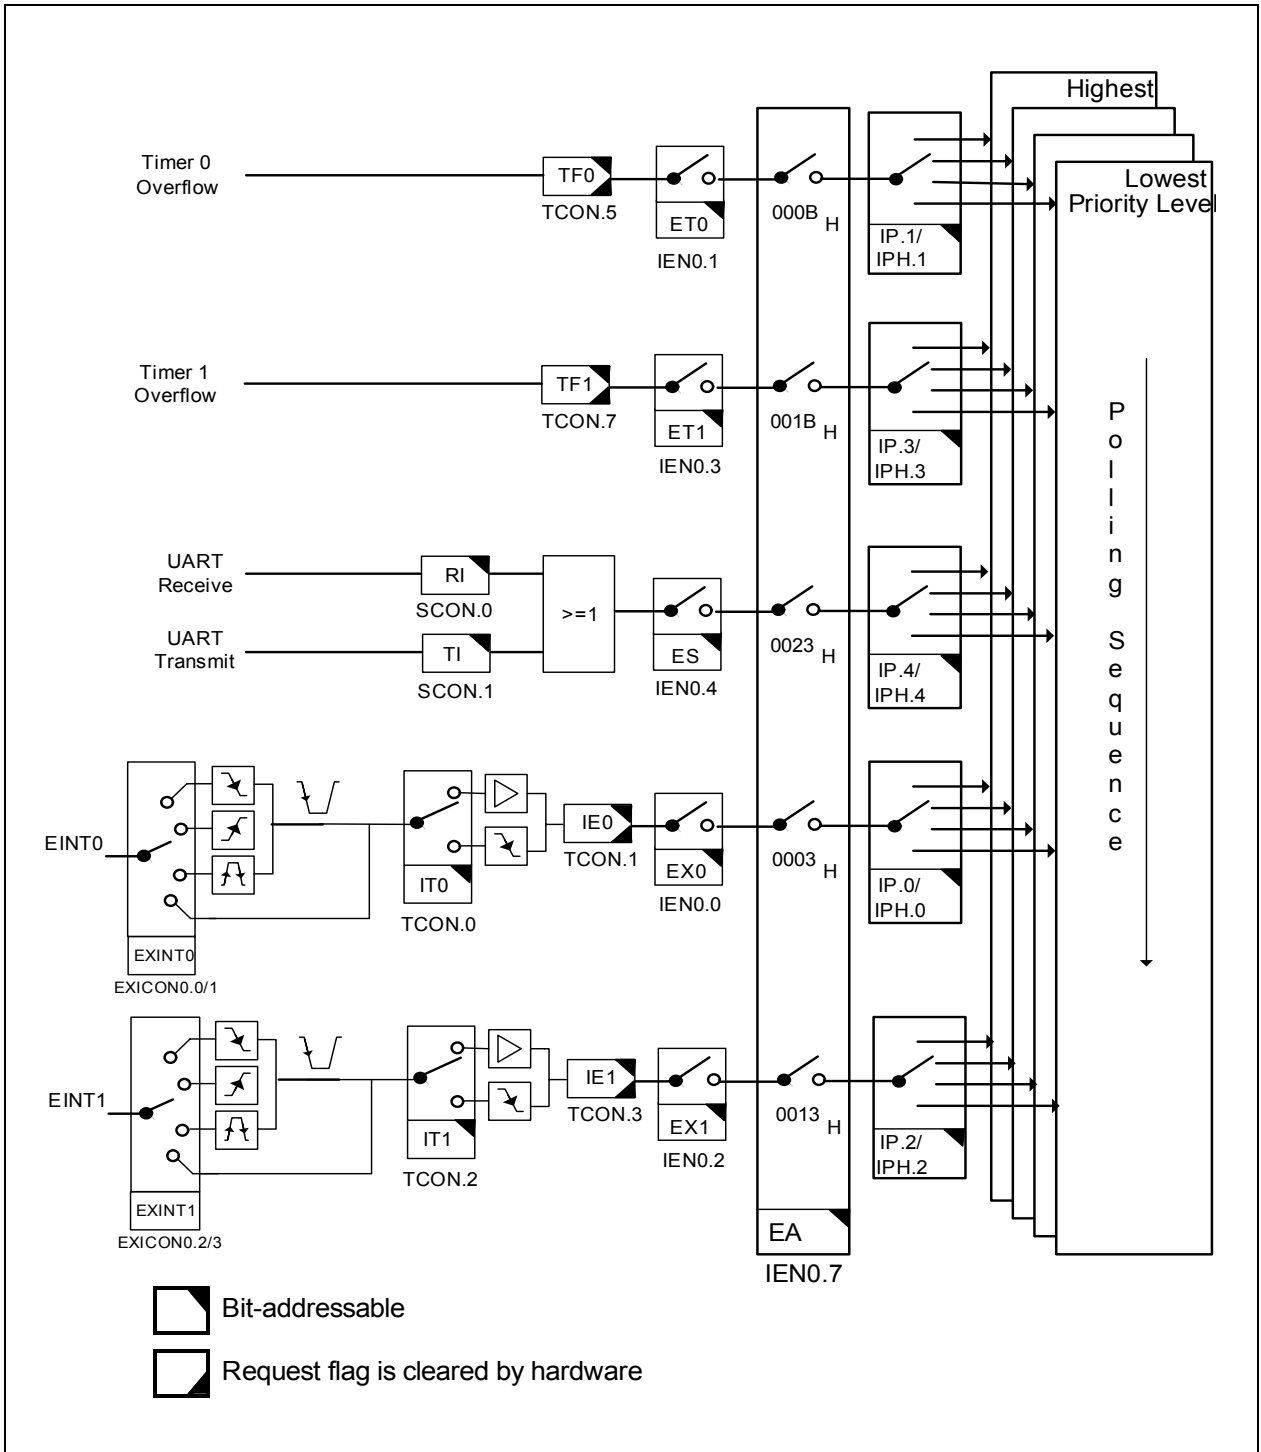 Highest
Lowest
Priority Level
Timer 0
Overflow
TF0
TCON.5
ET0
IEN0.1
000B H
IP.1/
IPH.1
Timer 1
Overflow
TF1
TCON.7
ET1
IEN0.3
001B H
IP.3/
IPH.3
Polling Sequence
UART
Receive
RI
SCON.0
UART
Transmit
TI
SCON.1
>=1
ES
IEN0.4
0023 H
IP.4/
IPH.4
EINT0
EXINT0
EXICON0.0/1
IT0
TCON.0
IE0
TCON.1
EX0
IEN0.0
0003 H
IP.0/
IPH.0
EINT1
EXINT1
EXICON0.2/3
IT1
TCON.2
IE1
TCON.3
EX1
IEN0.2
0013 H
IP.2/
IPH.2
EA
IEN0.7
Bit-addressable
Request flag is cleared by hardware